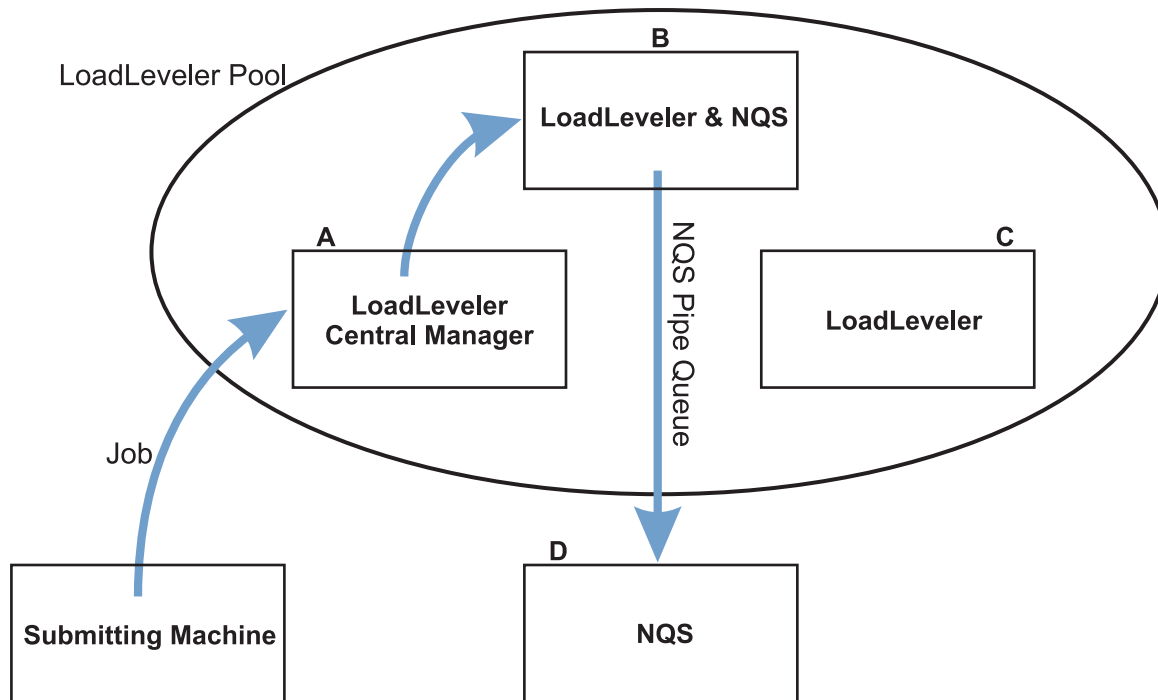 B
LoadLeveler Pool
LoadLeveler & NQS
A
C
NQS Pipe Queue
LoadLeveler
Central Manager
LoadLeveler
Job
D
Submitting Machine
NQS